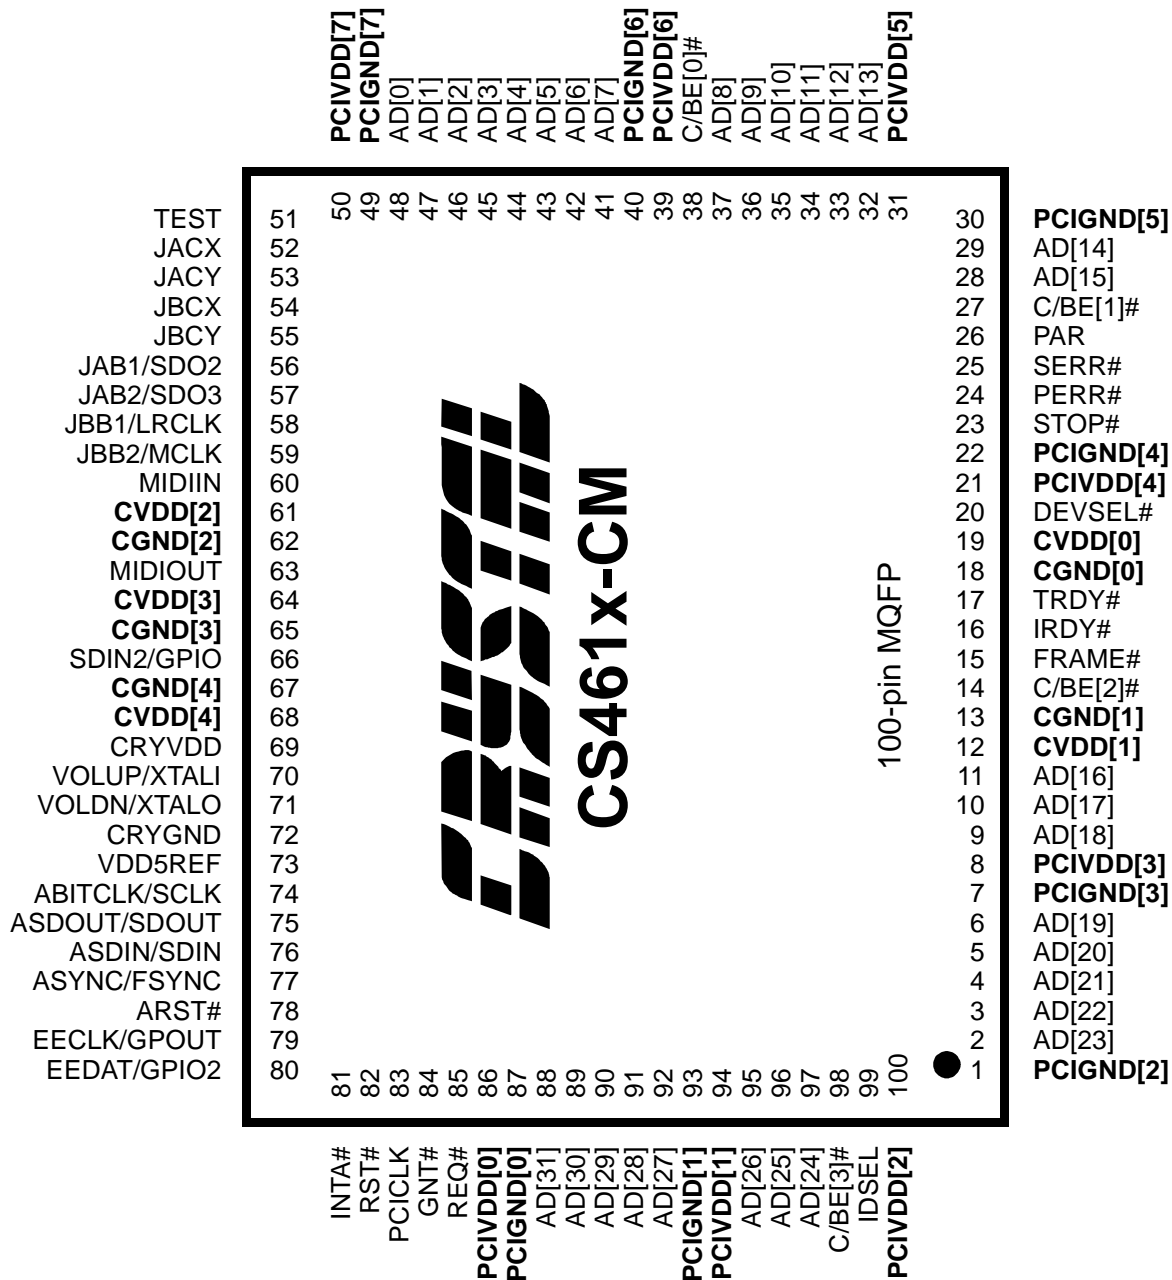 PCIVDD[7]
PCIGND[7]
AD[0]
AD[1]
AD[2]
AD[3]
AD[4]
AD[5]
AD[6]
AD[7]
PCIGND[6]
PCIVDD[6]
C/BE[0]#
AD[8]
AD[9]
AD[10]
AD[11]
AD[12]
AD[13]
PCIVDD[5]
50
49
48
47
46
45
44
43
42
41
40
39
38
37
36
35
34
33
32
31
TEST 51
JACX 52
JACY 53
JBCX 54
JBCY 55
JAB1/SDO2 56
JAB2/SDO3 57
JBB1/LRCLK 58
JBB2/MCLK 59
MIDIIN 60
CVDD[2] 61
CGND[2] 62
MIDIOUT 63
CVDD[3] 64
CGND[3] 65
SDIN2/GPIO 66
CGND[4] 67
CVDD[4] 68
CRYVDD 69
VOLUP/XTALI 70
VOLDN/XTALO 71
CRYGND 72
VDD5REF 73
ABITCLK/SCLK 74
ASDOUT/SDOUT 75
ASDIN/SDIN 76
ASYNC/FSYNC 77
ARST# 78
EECLK/GPOUT 79
EEDAT/GPIO2 80
CRYSTAL
CS461x-CM
100-pin MQFP
30 PCIGND[5]
29 AD[14]
28 AD[15]
27 C/BE[1]#
26 PAR
25 SERR#
24 PERR#
23 STOP#
22 PCIGND[4]
21 PCIVDD[4]
20 DEVSEL#
19 CVDD[0]
18 CGND[0]
17 TRDY#
16 IRDY#
15 FRAME#
14 C/BE[2]#
13 CGND[1]
12 CVDD[1]
11 AD[16]
10 AD[17]
9 AD[18]
8 PCIVDD[3]
7 PCIGND[3]
6 AD[19]
5 AD[20]
4 AD[21]
3 AD[22]
2 AD[23]
1 PCIGND[2]
81
82
83
84
85
86
87
88
89
90
91
92
93
94
95
96
97
98
99
100
INTA#
RST#
PCICLK
GNT#
REQ#
PCIVDD[0]
PCIGND[0]
AD[31]
AD[30]
AD[29]
AD[28]
AD[27]
PCIGND[1]
PCIVDD[1]
AD[26]
AD[25]
AD[24]
C/BE[3]#
IDSEL
PCIVDD[2]